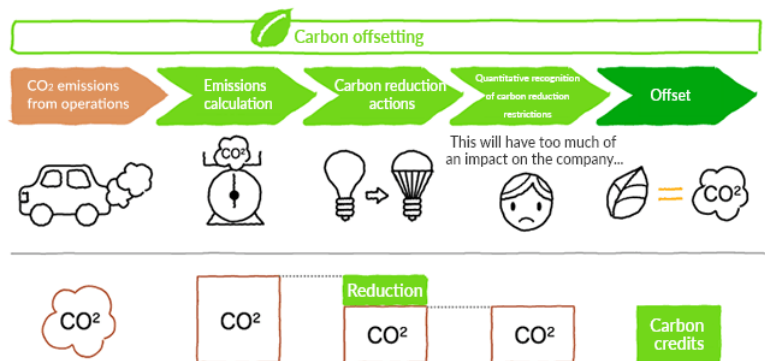 Carbon offsetting
CO2 emissions
from operations
Emissions
calculation
Carbon reduction
actions
Quantitative recognition
of carbon reduction
restrictions
Offset
This will have too much of
an impact on the company...
CO²
CO²
CO²
CO²
Reduction
CO²
CO²
Carbon
credits